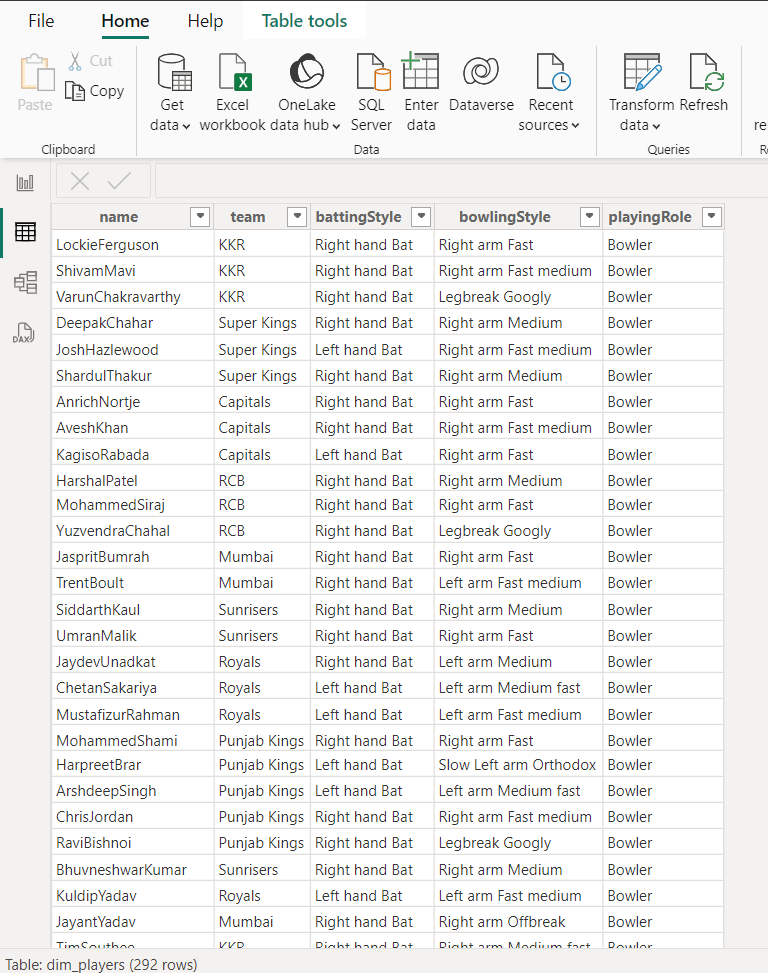 File Home Help Table tools
Paste
Cut
Copy
Get data
Excel workbook
OneLake data hub
SQL Server
Enter data
Dataverse
Recent sources
Transform data
Refresh
re
Clipboard Data Queries R
DAX
name team battingStyle bowlingStyle playingRole
LockieFerguson KKR Right hand Bat Right arm Fast Bowler
ShivamMavi KKR Right hand Bat Right arm Fast medium Bowler
VarunChakravarthy KKR Right hand Bat Legbreak Googly Bowler
DeepakChahar Super Kings Right hand Bat Right arm Medium Bowler
JoshHazlewood Super Kings Left hand Bat Right arm Fast medium Bowler
ShardulThakur Super Kings Right hand Bat Right arm Medium Bowler
AnrichNortje Capitals Right hand Bat Right arm Fast Bowler
AveshKhan Capitals Right hand Bat Right arm Fast medium Bowler
KagisoRabada Capitals Left hand Bat Right arm Fast Bowler
HarshalPatel RCB Right hand Bat Right arm Medium Bowler
MohammedSiraj RCB Right hand Bat Right arm Fast Bowler
YuzvendraChahal RCB Right hand Bat Legbreak Googly Bowler
JaspritBumrah Mumbai Right hand Bat Right arm Fast Bowler
TrentBoult Mumbai Right hand Bat Left arm Fast medium Bowler
SiddarthKaul Sunrisers Right hand Bat Right arm Medium Bowler
UmranMalik Sunrisers Right hand Bat Right arm Fast Bowler
JaydevUnadkat Royals Right hand Bat Left arm Medium Bowler
ChetanSakariya Royals Left hand Bat Left arm Medium fast Bowler
MustafizurRahman Royals Left hand Bat Left arm Fast medium Bowler
MohammedShami Punjab Kings Right hand Bat Right arm Fast Bowler
HarpreetBrar Punjab Kings Left hand Bat Slow Left arm Orthodox Bowler
ArshdeepSingh Punjab Kings Left hand Bat Left arm Medium fast Bowler
ChrisJordan Punjab Kings Right hand Bat Right arm Fast medium Bowler
RaviBishnoi Punjab Kings Right hand Bat Legbreak Googly Bowler
BhuvneshwarKumar Sunrisers Right hand Bat Right arm Medium Bowler
KuldipYadav Royals Left hand Bat Left arm Fast medium Bowler
JayantYadav Mumbai Right hand Bat Right arm Offbreak Bowler
TimSouthee KKR Right hand Bat Right arm Medium fast Bowler
Table: dim_players (292 rows)